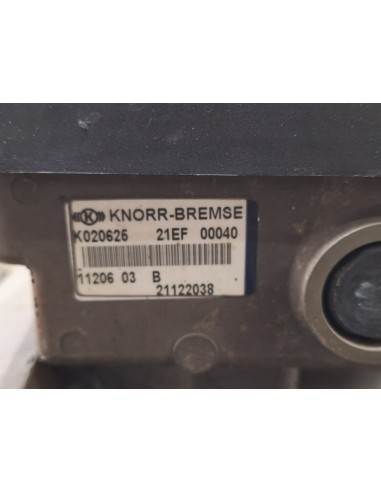 K KNORR-BREMSE
K020625 21EF 00040
11206 03 B
21122038